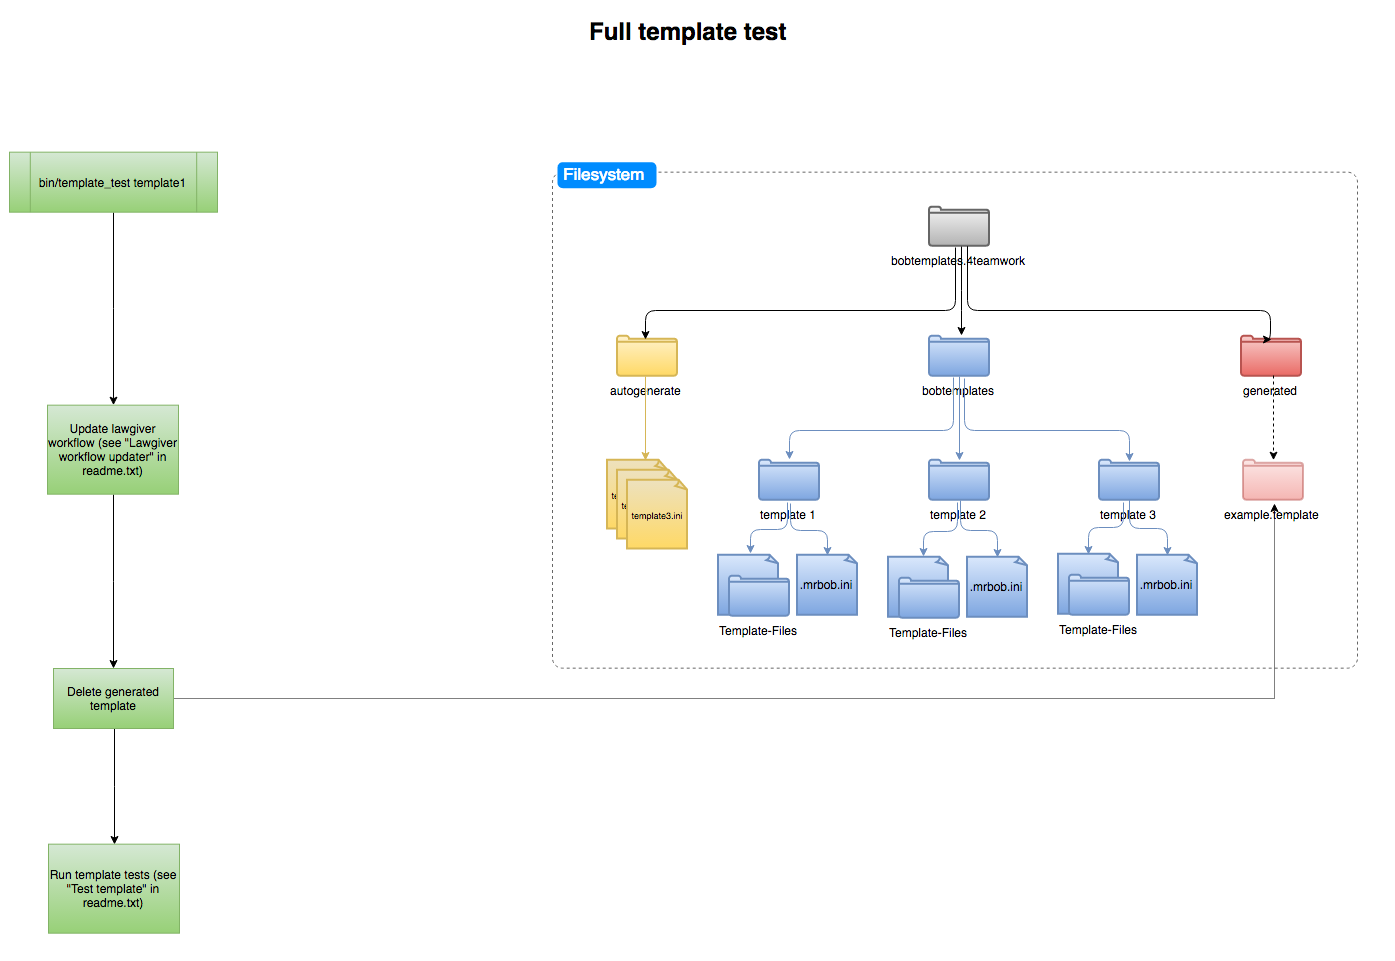 Full template test
bin/template_test template1
Filesystem
bobtemplates.4teamwork
autogenerate
bobtemplates
generated
Update lawgiver
workflow (see "Lawgiver
workflow updater" in
readme.txt)
te
te
template3.ini
template 1
template 2
template 3
example.template
.mrbob.ini
.mrbob.ini
.mrbob.ini
Template-Files
Template-Files
Template-Files
Delete generated
template
Run template tests (see
"Test template" in
readme.txt)